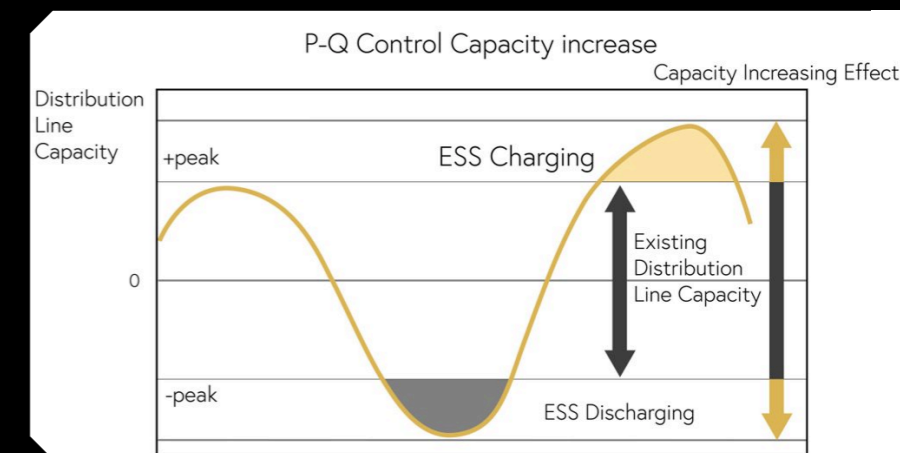 P-Q Control Capacity increase
Capacity Increasing Effect
Distribution
Line
Capacity
+peak
ESS Charging
Existing
Distribution
Line Capacity
0
-peak
ESS Discharging